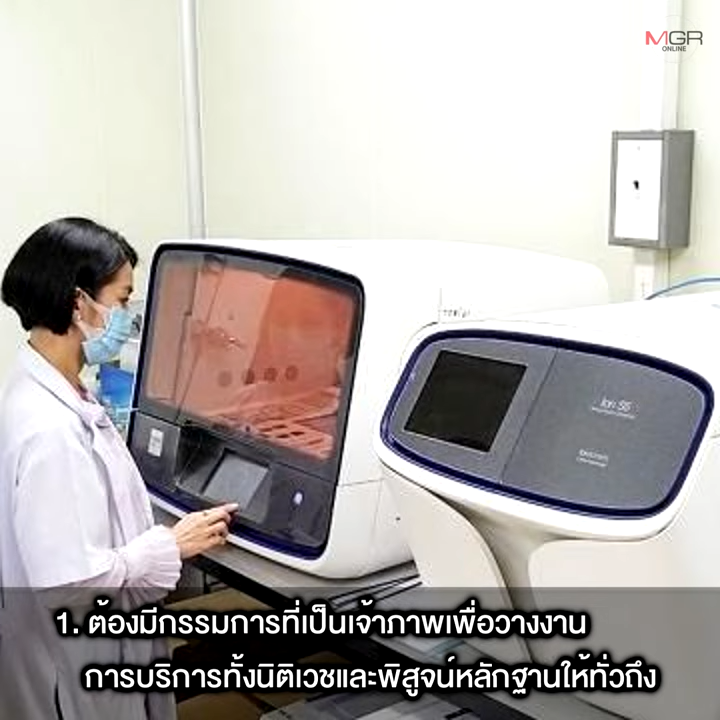 MGR
ONLINE
Ion S5
1. ต้องมีกรรมการที่เป็นเจ้าภาพเพื่อวางงาน
การบริการทั้งนิติเวชและพิสูจน์หลักฐานให้ทั่วถึง